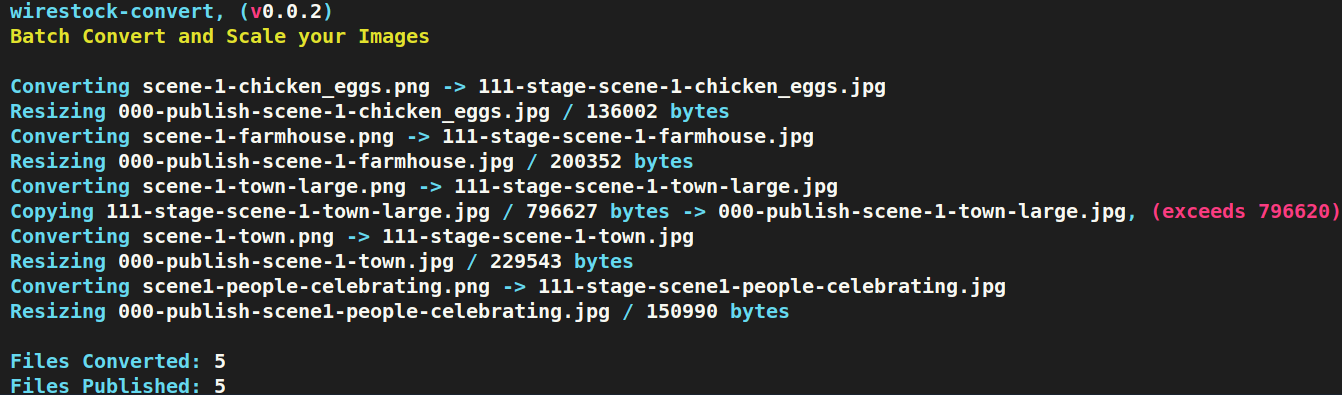 wirestock-convert, (v0.0.2)
Batch Convert and Scale your Images
Converting scene-1-chicken_eggs.png -> 111-stage-scene-1-chicken_eggs.jpg
Resizing 000-publish-scene-1-chicken_eggs.jpg / 136002 bytes
Converting scene-1-farmhouse.png -> 111-stage-scene-1-farmhouse.jpg
Resizing 000-publish-scene-1-farmhouse.jpg / 200352 bytes
Converting scene-1-town-large.png -> 111-stage-scene-1-town-large.jpg
Copying 111-stage-scene-1-town-large.jpg / 796627 bytes -> 000-publish-scene-1-town-large.jpg, (exceeds 796620)
Converting scene-1-town.png -> 111-stage-scene-1-town.jpg
Resizing 000-publish-scene-1-town.jpg / 229543 bytes
Converting scene1-people-celebrating.png -> 111-stage-scene1-people-celebrating.jpg
Resizing 000-publish-scene1-people-celebrating.jpg / 150990 bytes
Files Converted: 5
Files Published: 5